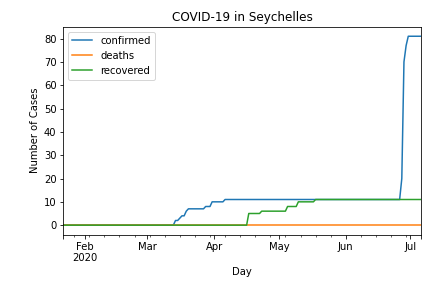 COVID-19 in Seychelles
confirmed
deaths
recovered
Number of Cases
80
70
60
50
40
30
20
10
0
Feb Mar Apr May Jun Jul
2020
Day